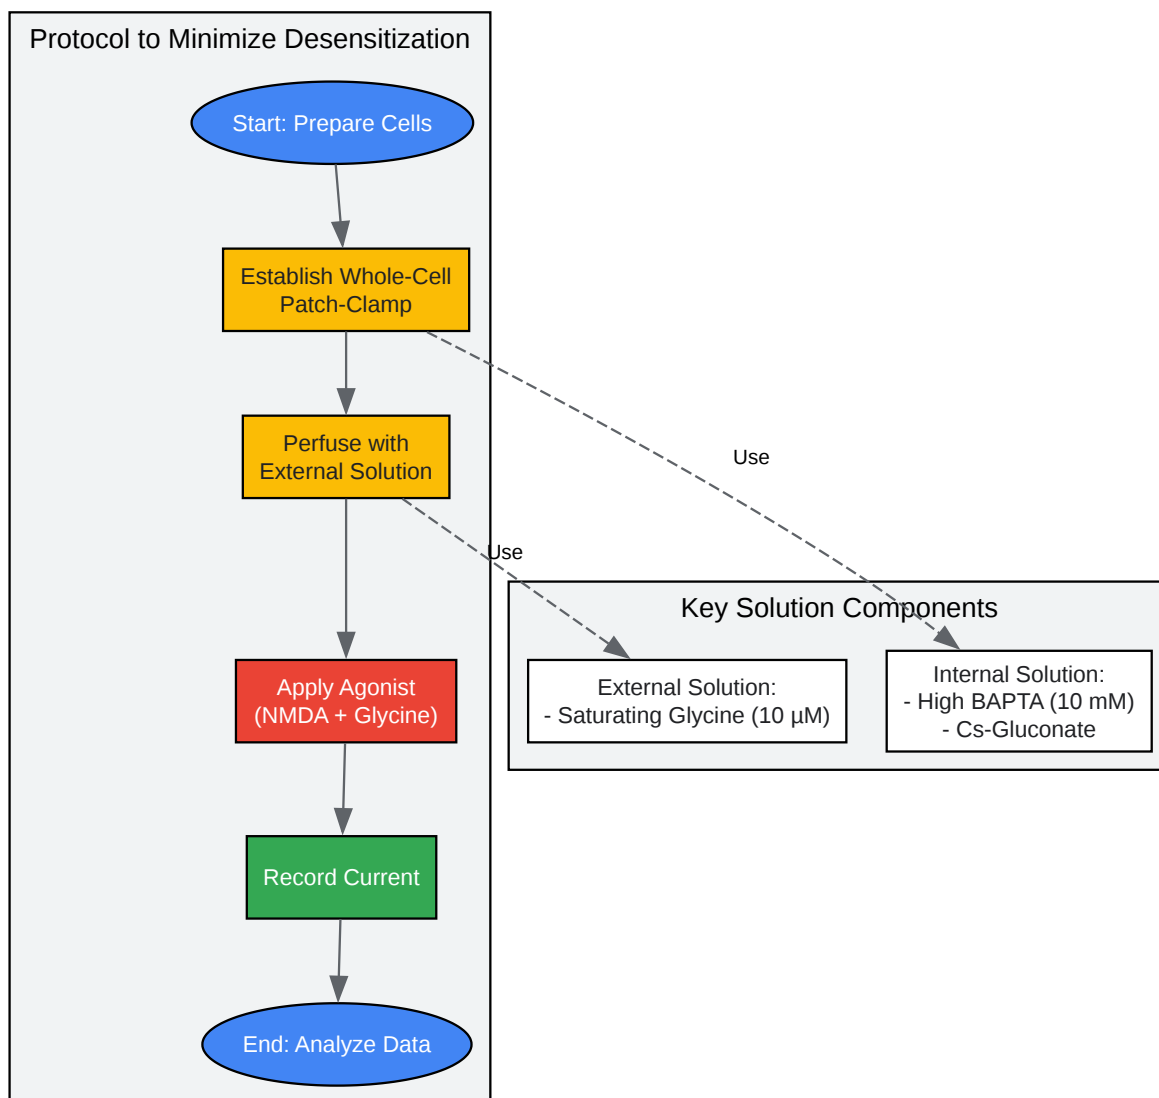 Protocol to Minimize Desensitization
Start: Prepare Cells
Establish Whole-Cell
Patch-Clamp
Use
Perfuse with
External Solution
Use
Key Solution Components
External Solution:
- Saturating Glycine (10 µM)
Internal Solution:
- High BAPTA (10 mM)
- Cs-Gluconate
Apply Agonist
(NMDA + Glycine)
Record Current
End: Analyze Data